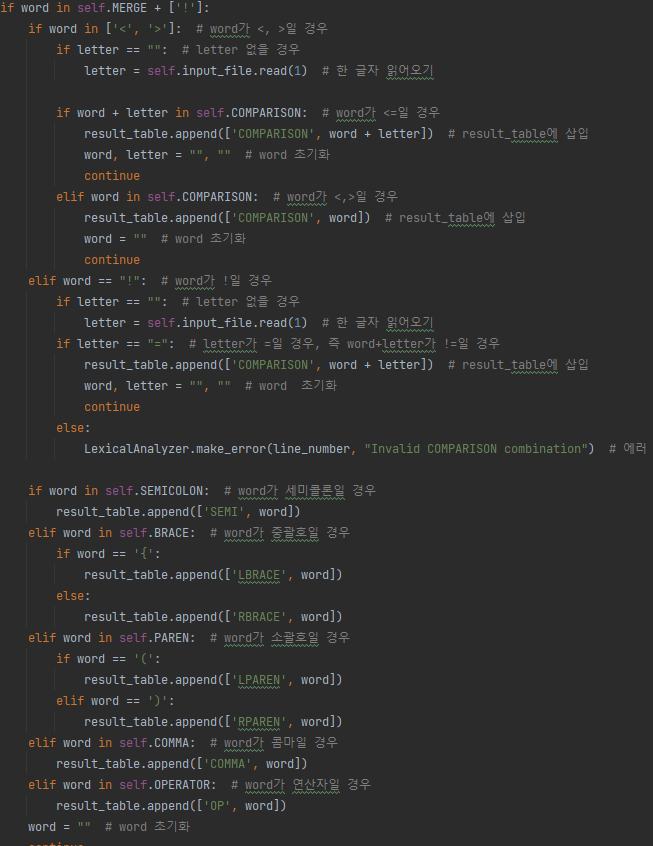 if word in self.MERGE + ['!']:
    if word in ['<', '>']:  # word가 <, >일 경우
        if letter == "":  # letter 없을 경우
            letter = self.input_file.read(1)  # 한 글자 읽어오기

        if word + letter in self.COMPARISON:  # word가 <=일 경우
            result_table.append(['COMPARISON', word + letter])  # result_table에 삽입
            word, letter = "", ""  # word 초기화
            continue
        elif word in self.COMPARISON:  # word가 <,>일 경우
            result_table.append(['COMPARISON', word])  # result_table에 삽입
            word = ""  # word 초기화
            continue
    elif word == "!":  # word가 !일 경우
        if letter == "":  # letter 없을 경우
            letter = self.input_file.read(1)  # 한 글자 읽어오기
        if letter == "=":  # letter가 =일 경우, 즉 word+letter가 !=일 경우
            result_table.append(['COMPARISON', word + letter])  # result_table에 삽입
            word, letter = "", ""  # word  초기화
            continue
        else:
            LexicalAnalyzer.make_error(line_number, "Invalid COMPARISON combination")  # 에러

    if word in self.SEMICOLON:  # word가 세미콜론일 경우
        result_table.append(['SEMI', word])
    elif word in self.BRACE:  # word가 중괄호일 경우
        if word == '{':
            result_table.append(['LBRACE', word])
        else:
            result_table.append(['RBRACE', word])
    elif word in self.PAREN:  # word가 소괄호일 경우
        if word == '(':
            result_table.append(['LPAREN', word])
        elif word == ')':
            result_table.append(['RPAREN', word])
    elif word in self.COMMA:  # word가 콤마일 경우
        result_table.append(['COMMA', word])
    elif word in self.OPERATOR:  # word가 연산자일 경우
        result_table.append(['OP', word])
    word = ""  # word 초기화
    continue